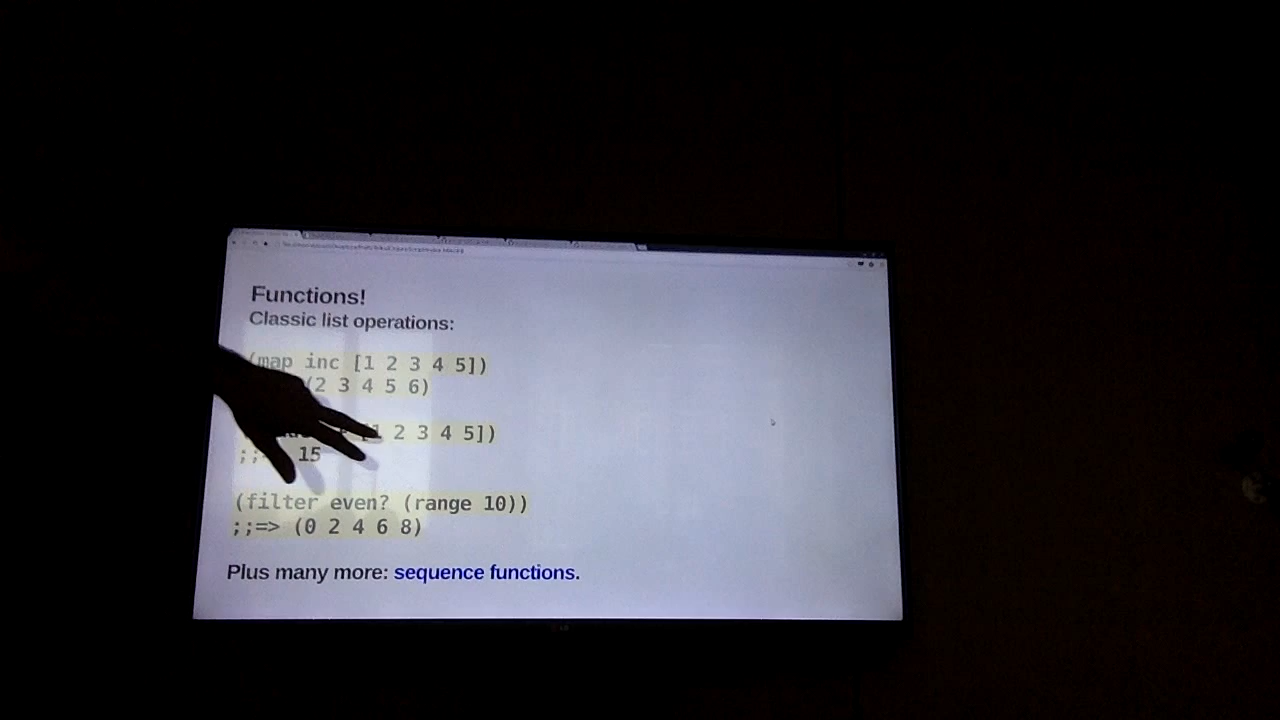 Functions!
Classic list operations:
(map inc [1 2 3 4 5])
(2 3 4 5 6)
[1 2 3 4 5])
;; 15
(filter even? (range 10))
;;=> (0 2 4 6 8)
Plus many more: sequence functions.